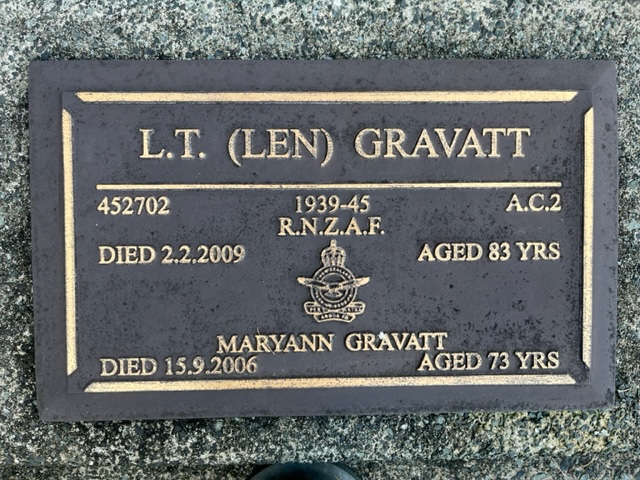 L.T. (LEN) GRAVATT
452702 1939-45 A.C.2
R.N.Z.A.F.
DIED 2.2.2009 AGED 83 YRS
MARYANN GRAVATT
DIED 15.9.2006 AGED 73 YRS